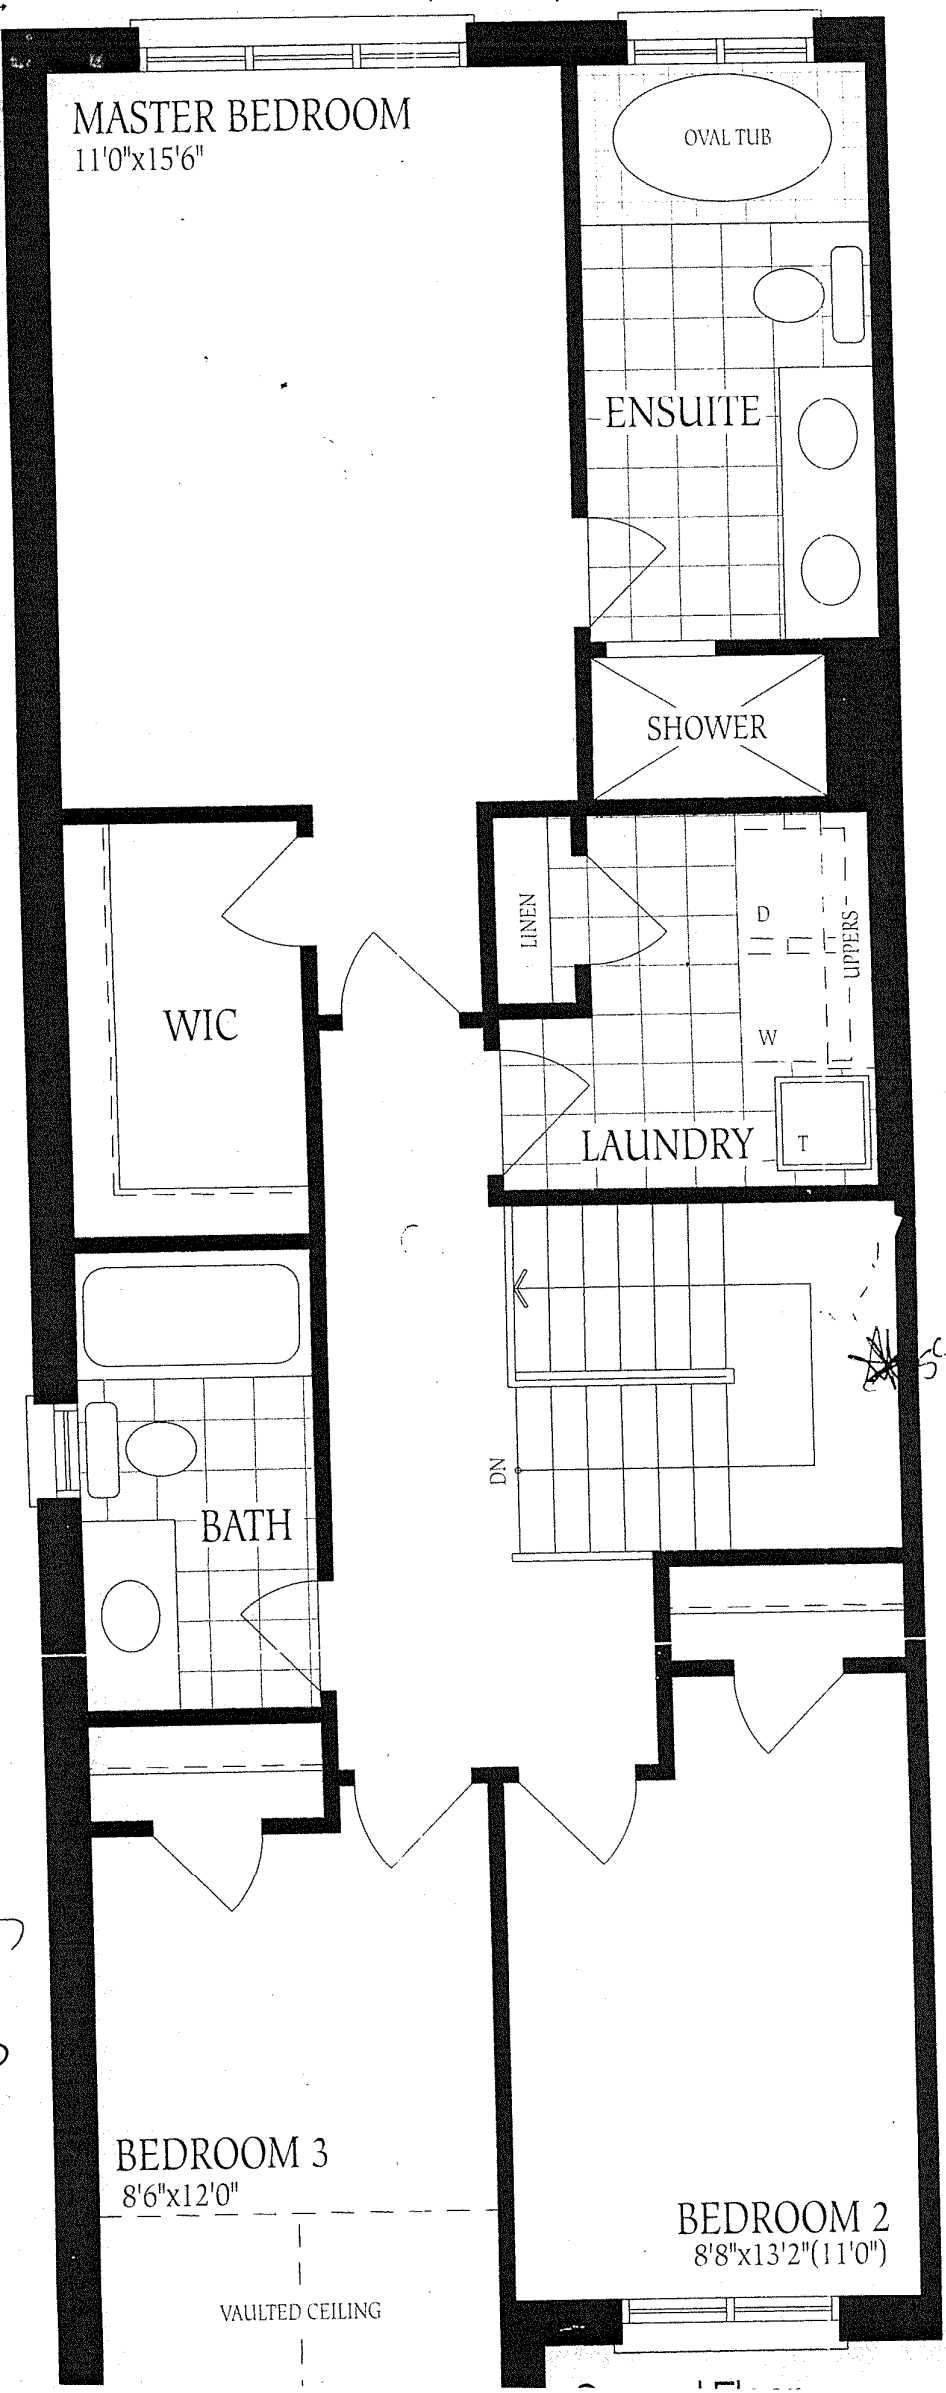 MASTER BEDROOM
11'0"x15'6"
OVAL TUB
ENSUITE
SHOWER
LINEN
D
UPPERS
WIC
W
LAUNDRY
T
DN
BATH
BEDROOM 3
8'6"x12'0"
BEDROOM 2
8'8"x13'2"(11'0")
VAULTED CEILING